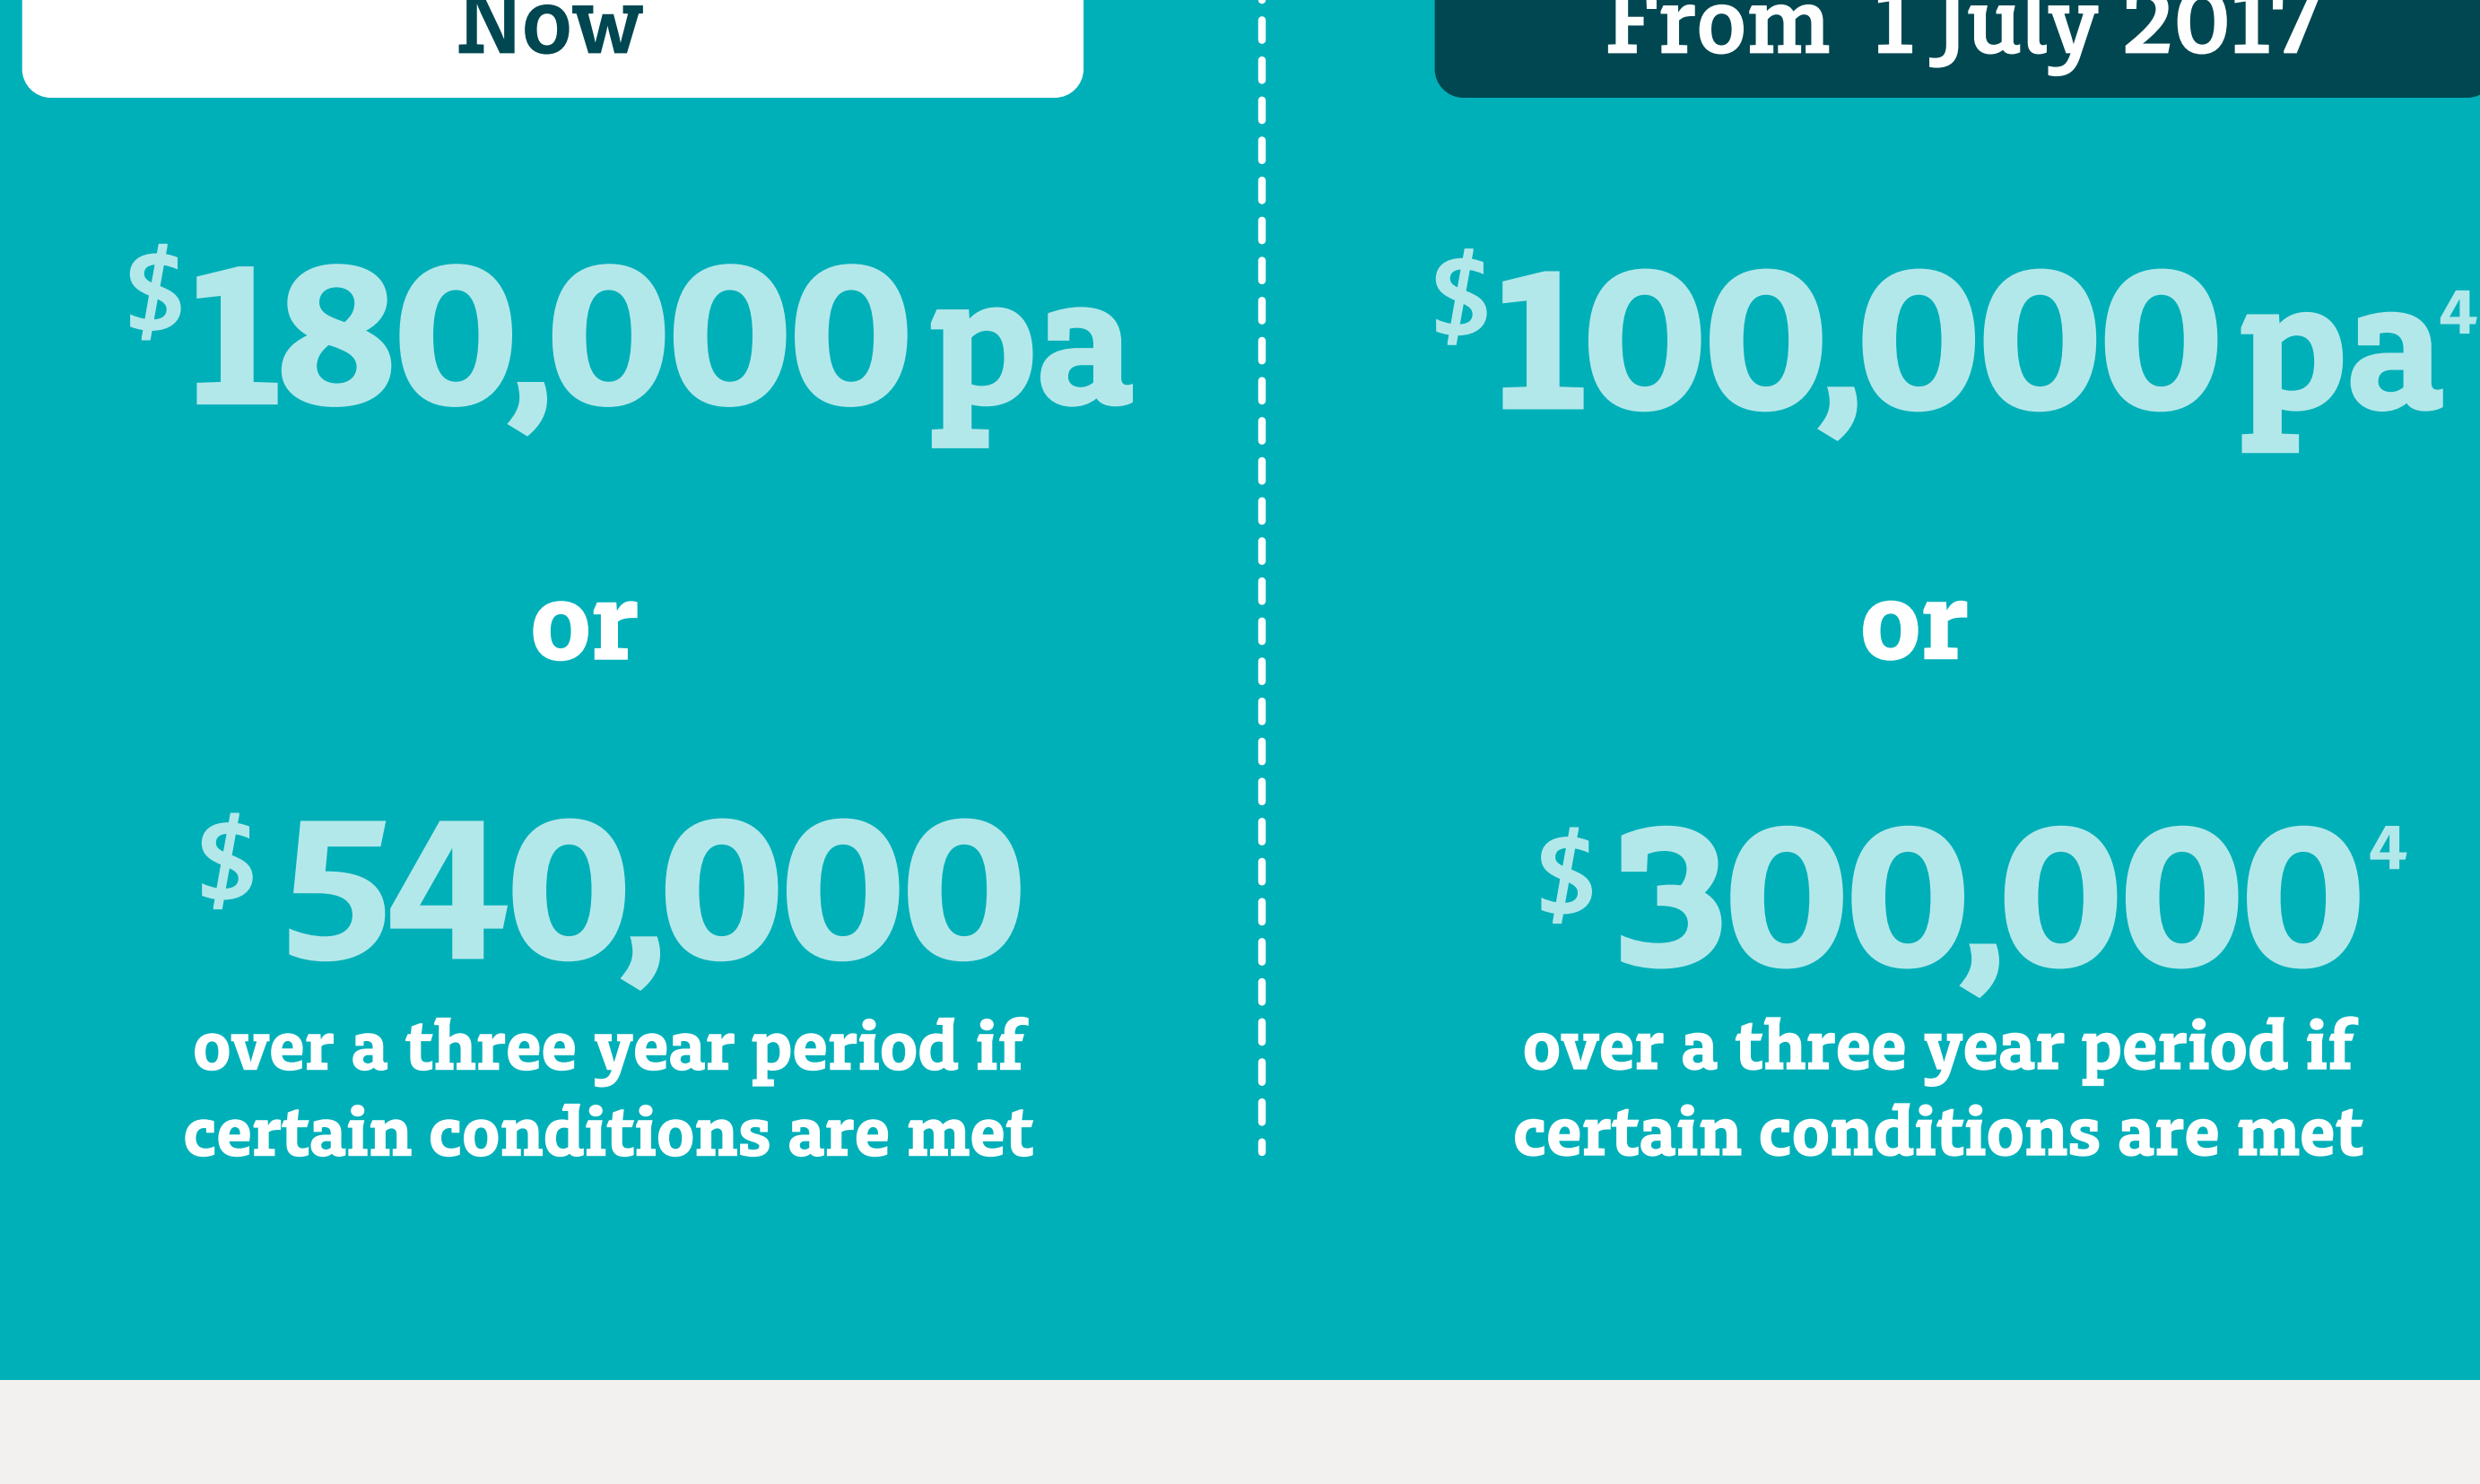 Now
$180,000 pa
or
$540,000
over a three year period if
certain conditions are met
From 1 July 2017
$100,000 pa⁴
or
$300,000⁴
over a three year period if
certain conditions are met